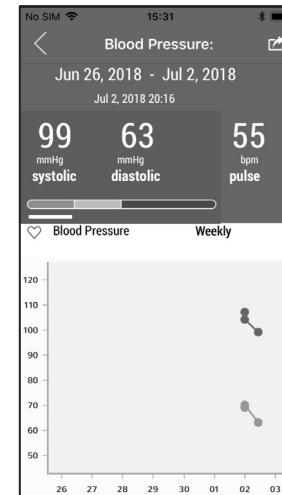 No SIM 15:31
Blood Pressure:
Jun 26, 2018 - Jul 2, 2018
Jul 2, 2018 20:16
99 63 55
mmHg mmHg bpm
systolic diastolic pulse
Blood Pressure Weekly
120
110
100
90
80
70
60
50
26 27 28 29 30 01 02 03